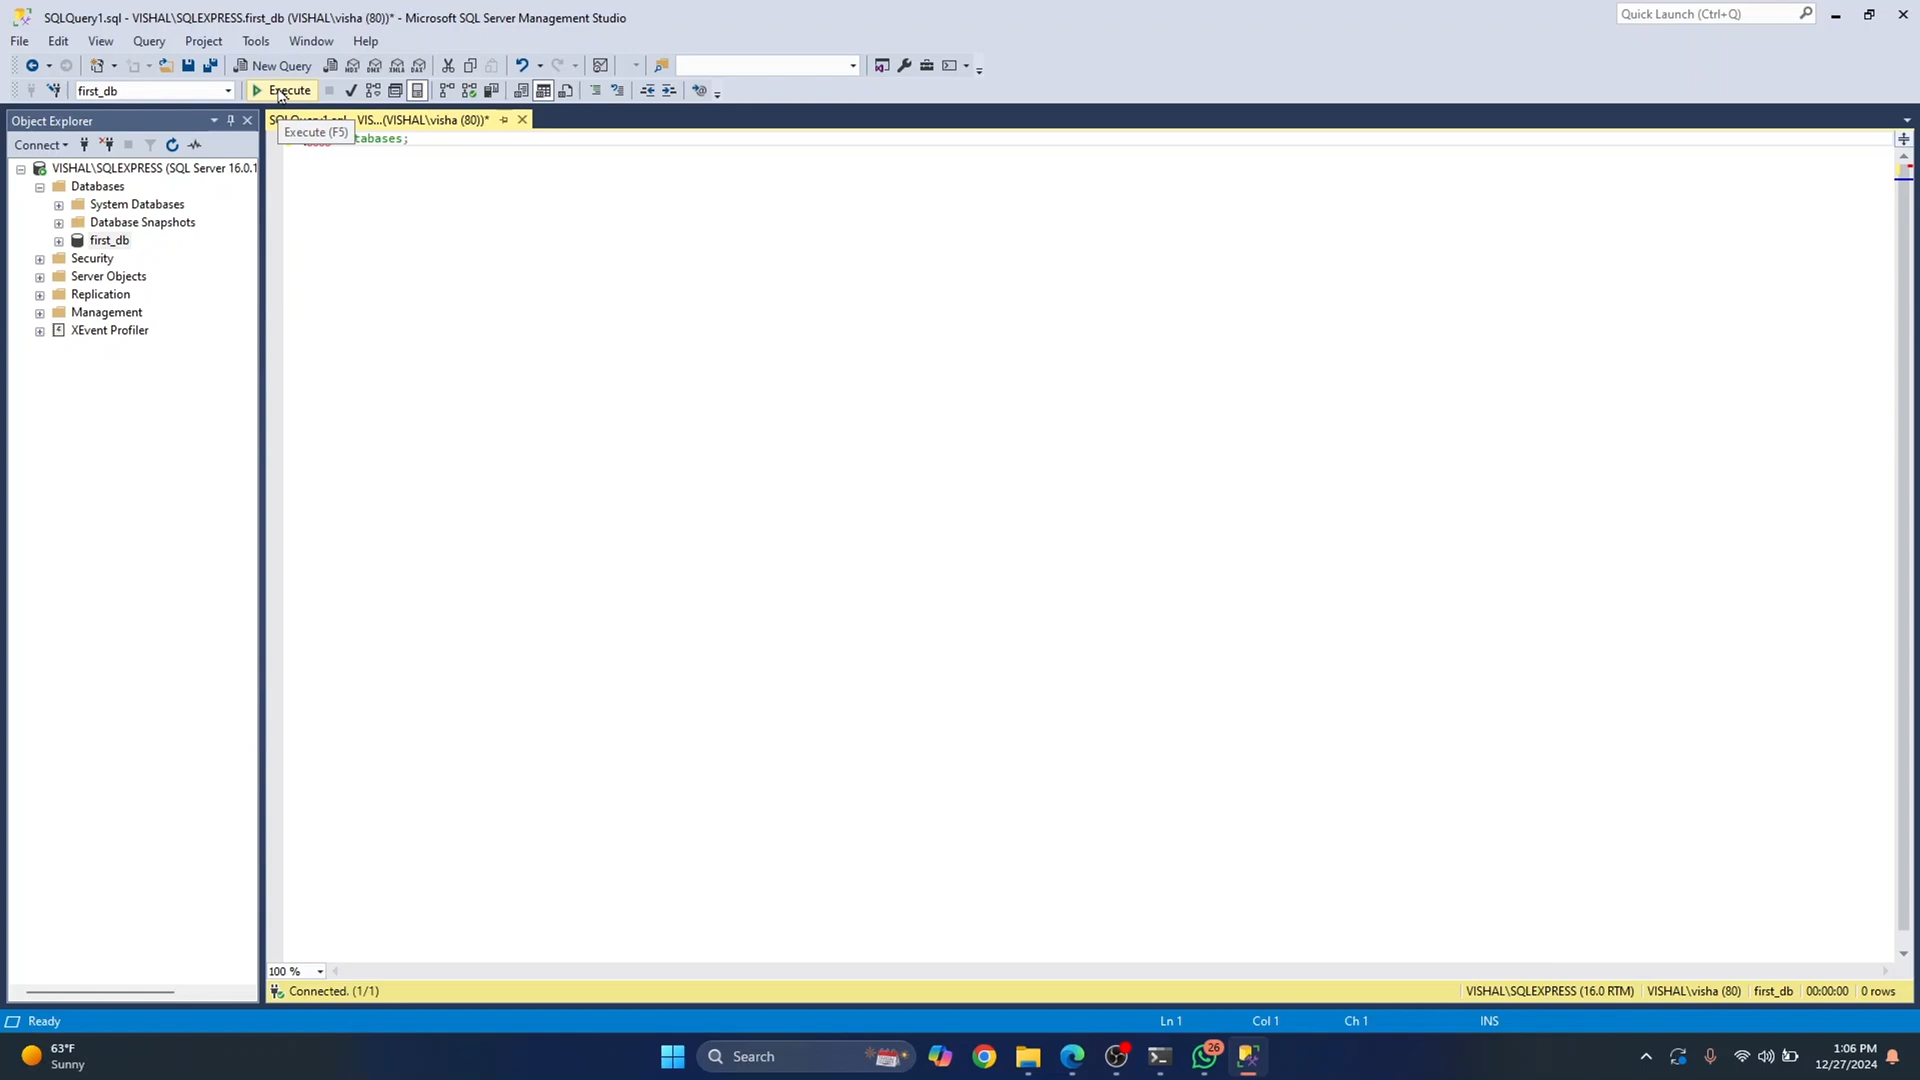 SQLQuery1.sql - VISHAL\SQLEXPRESS.first_db (VISHAL\visha (80))* - Microsoft SQL Server Management Studio
Quick Launch (Ctrl+Q)
File Edit View Query Project Tools Window Help
New Query
first_db
Execute
Object Explorer
VIS...(VISHAL\visha (80))*
Execute (F5)
Connect
VISHAL\SQLEXPRESS (SQL Server 16.0.1
Databases
System Databases
Database Snapshots
first_db
Security
Server Objects
Replication
Management
XEvent Profiler
100 %
Connected. (1/1)
VISHAL\SQLEXPRESS (16.0 RTM) VISHAL\visha (80) first_db 00:00:00 0 rows
Ready
Ln 1 Col 1 Ch 1 INS
63°F
Sunny
Search
26
1:06 PM
12/27/2024